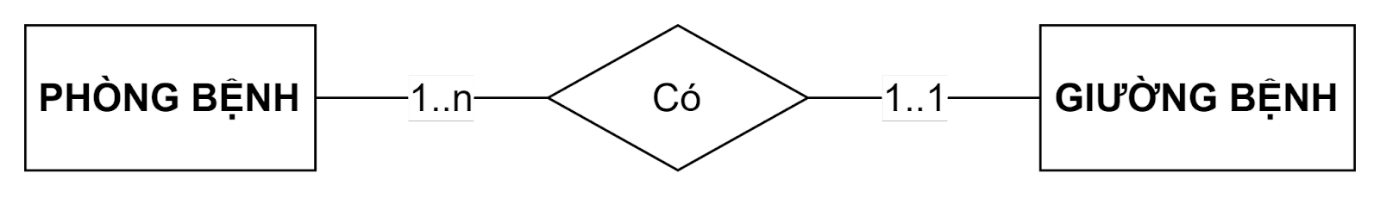 PHÒNG BỆNH
1..n
Có
1..1
GIƯỜNG BỆNH